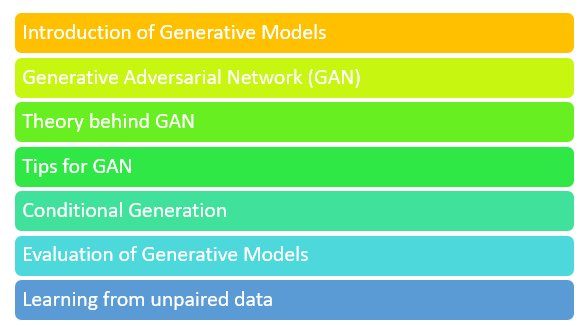 Introduction of Generative Models
Generative Adversarial Network (GAN)
Theory behind GAN
Tips for GAN
Conditional Generation
Evaluation of Generative Models
Learning from unpaired data